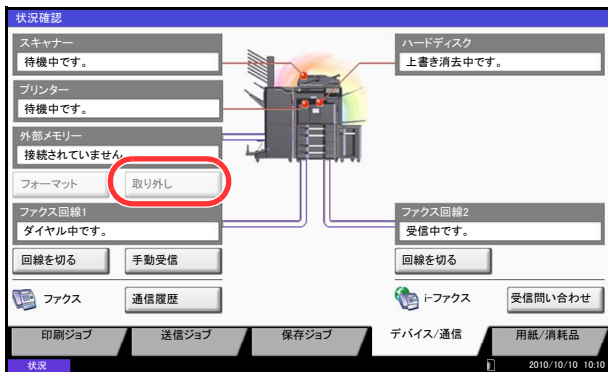 状況確認
スキャナー
待機中です。
ハードディスク
上書き消去中です。
プリンター
待機中です。
外部メモリー
接続されていません
フォーマット
取り外し
ファクス回線1
ダイヤル中です。
ファクス回線2
受信中です。
回線を切る
手動受信
回線を切る
ファクス
通信履歴
i-ファクス
受信問い合わせ
印刷ジョブ
送信ジョブ
保存ジョブ
デバイス/通信
用紙/消耗品
状況
2010/10/10 10:10